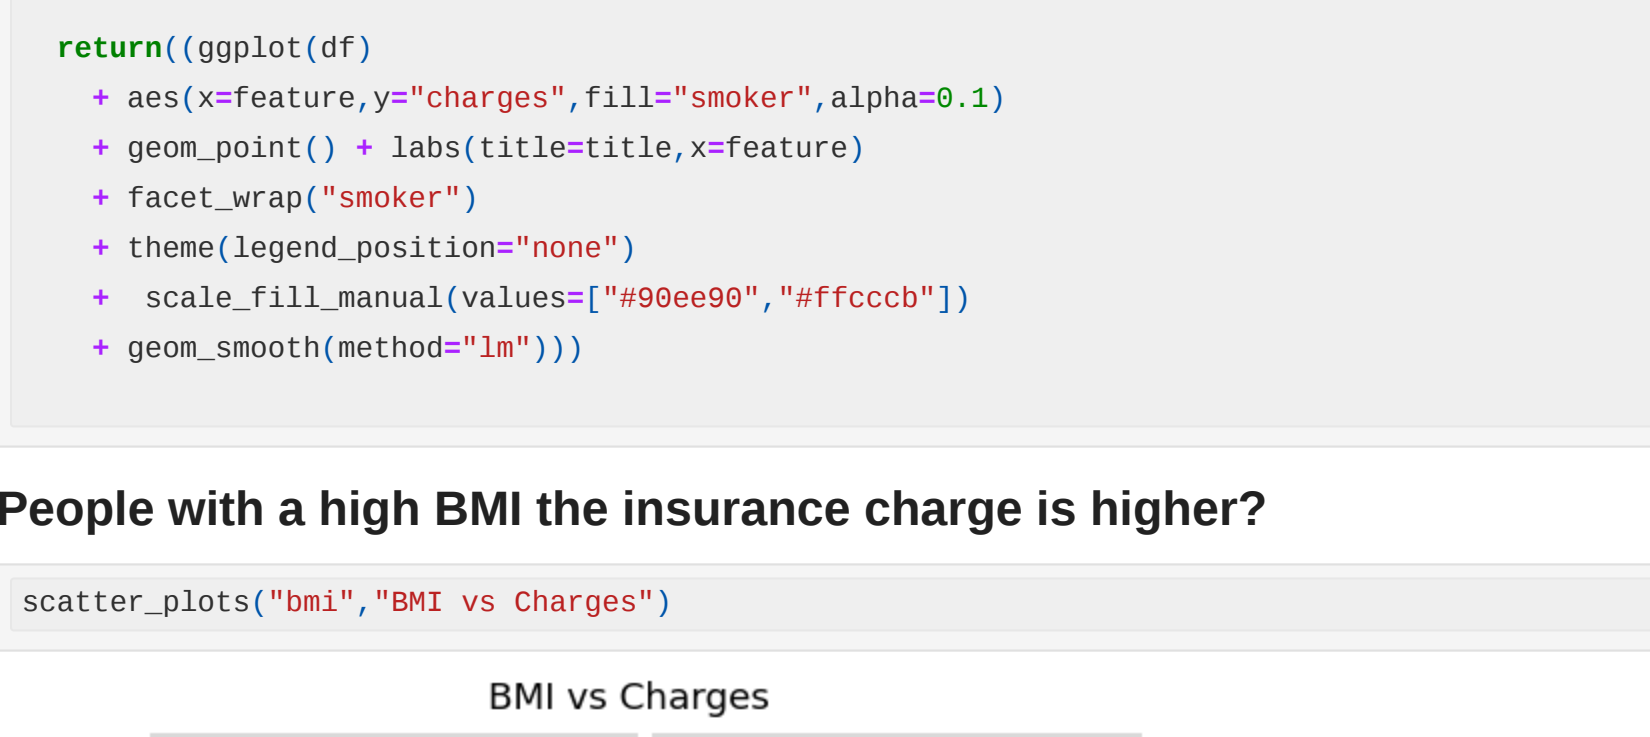 return((ggplot(df)
+ aes(x=feature,y="charges",fill="smoker",alpha=0.1)
+ geom_point() + labs(title=title,x=feature)
+ facet_wrap("smoker")
+ theme(legend_position="none")
+  scale_fill_manual(values=["#90ee90","#ffcccb"])
+ geom_smooth(method="lm")))
People with a high BMI the insurance charge is higher?
scatter_plots("bmi","BMI vs Charges")
BMI vs Charges